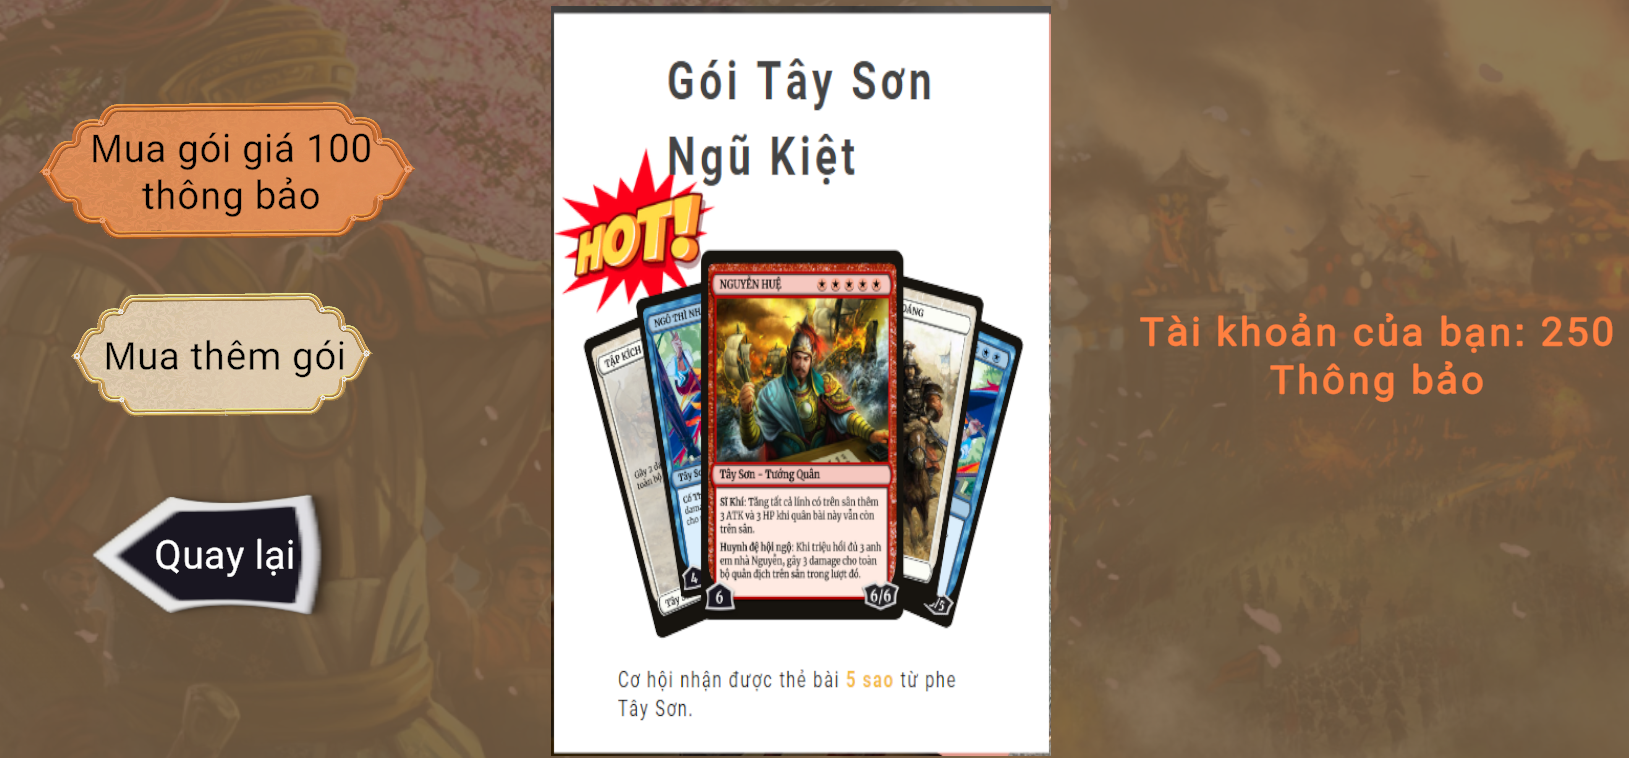 Mua gói giá 100
thông bảo
Mua thêm gói
Quay lại
Gói Tây Sơn
Ngũ Kiệt
HOT!
TẬP KÍCH
NGÔ THÌ NH
NGUYỄN HUỆ
Tây Sơn - Tướng Quân
Sĩ Khí: Tăng tất cả lính có trên sân thêm
3 ATK và 3 HP khi quân bài này vẫn còn
trên sân.
Huynh đệ hội ngộ: Khi triệu hồi đủ 3 anh
em nhà Nguyễn, gây 3 damage cho toàn
bộ quân địch trên sân trong lượt đó.
4
6
6/6
/5
Cơ hội nhận được thẻ bài 5 sao từ phe
Tây Sơn.
Tài khoản của bạn: 250
Thông bảo